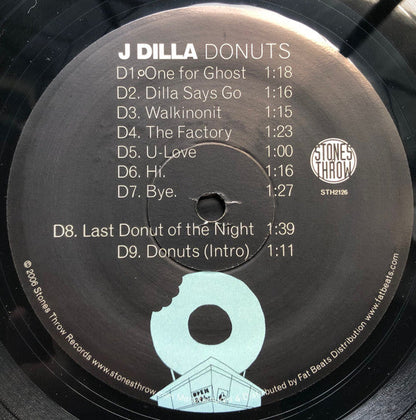 J DILLA DONUTS
D1. One for Ghost 1:18
D2. Dilla Says Go 1:16
D3. Walkinonit 1:15
D4. The Factory 1:23
D5. U-Love 1:00
D6. Hi. 1:16
D7. Bye. 1:27
D8. Last Donut of the Night 1:39
D9. Donuts (Intro) 1:11
STONES
THROW
STH2126
© 2006 Stones Throw Records www.stonesthrow
buted by Fat Beats Distribution www.fatbeats.com
OPEN